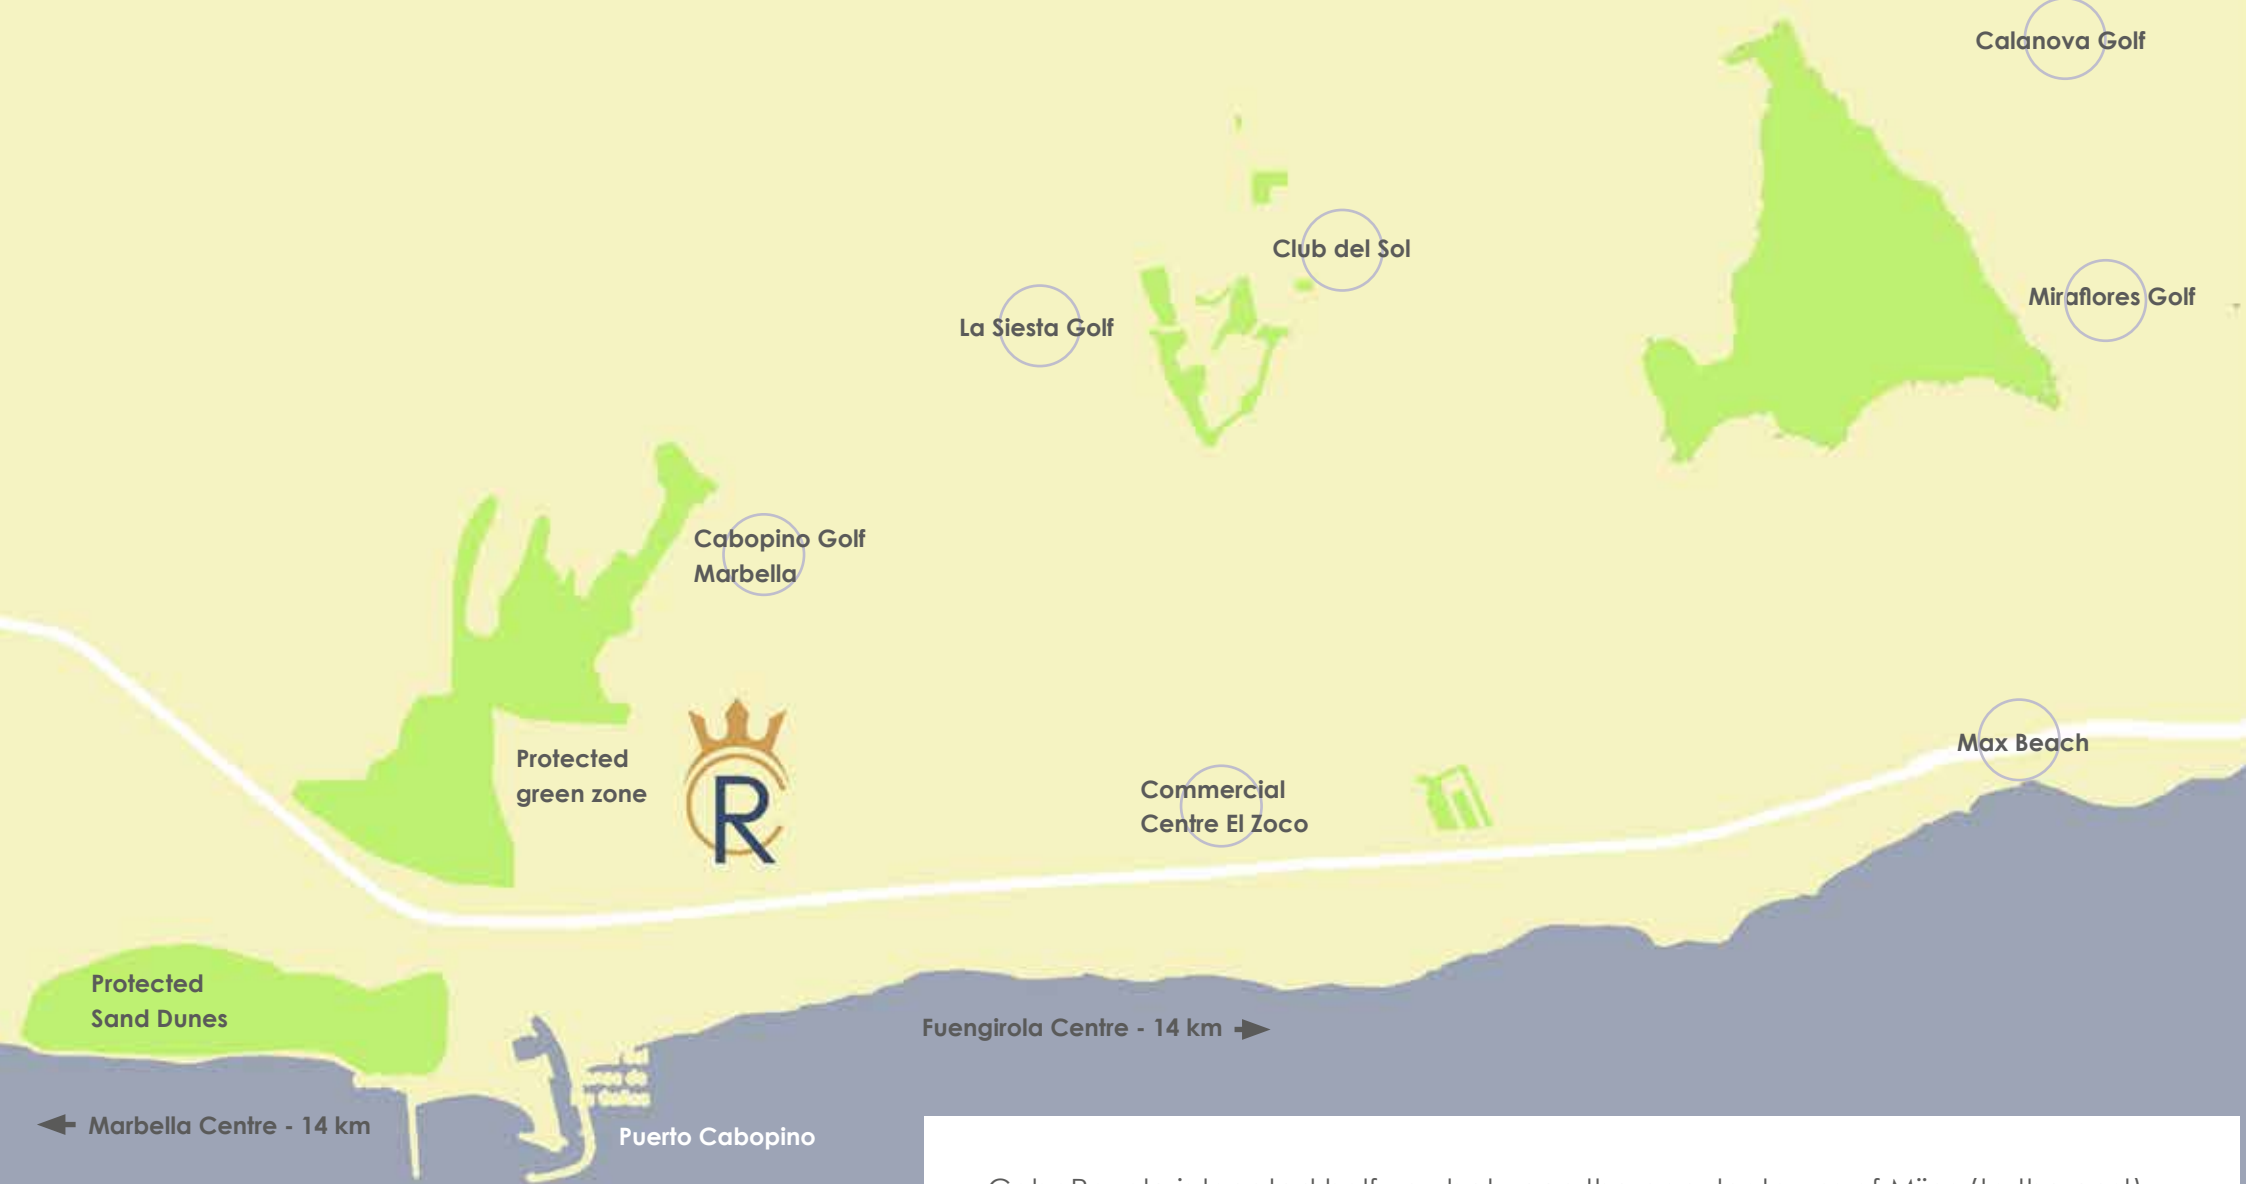 Calanova Golf
Club del Sol
Miraflores Golf
La Siesta Golf
Cabopino Golf
Marbella
Max Beach
Protected
green zone
CR
Commercial
Centre El Zoco
Protected
Sand Dunes
Fuengirola Centre - 14 km
Marbella Centre - 14 km
Puerto Cabopino